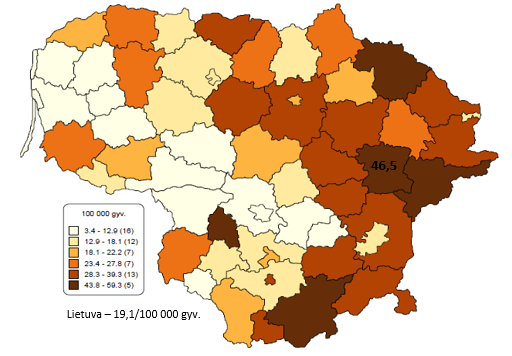 46,5
100 000 gyv.
3.4 - 12.9 (16)
12.9 - 18.1 (12)
18.1 - 22.2 (7)
23.4 - 27.8 (7)
28.3 - 39.3 (13)
43.8 - 59.3 (5)
Lietuva – 19,1/100 000 gyv.